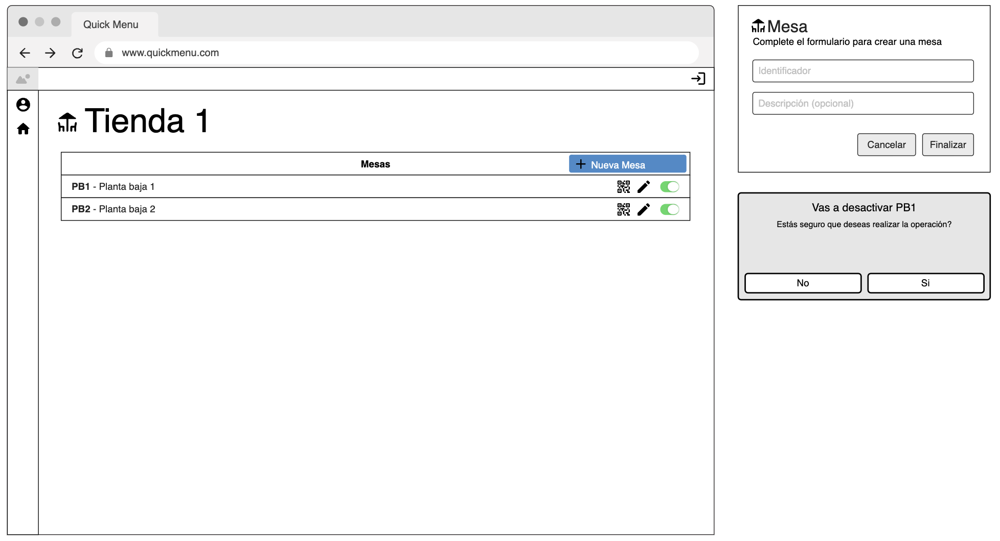 Quick Menu
www.quickmenu.com
Tienda 1
Mesas
Nueva Mesa
PB1 - Planta baja 1
PB2 - Planta baja 2
Mesa
Complete el formulario para crear una mesa
Identificador
Descripción (opcional)
Cancelar
Finalizar
Vas a desactivar PB1
Estás seguro que deseas realizar la operación?
No
Si